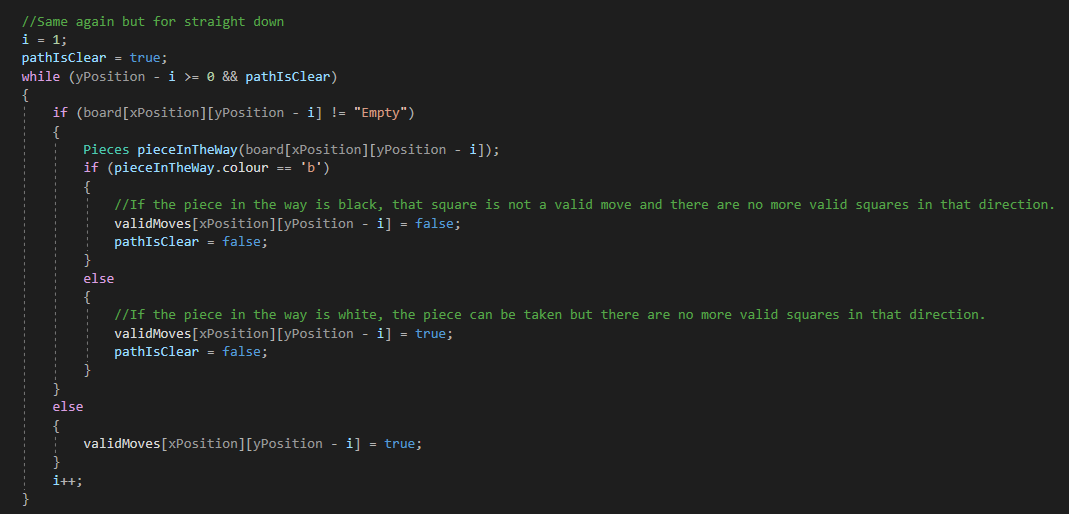 //Same again but for straight down
i = 1;
pathIsClear = true;
while (yPosition - i >= 0 && pathIsClear)
{
if (board[xPosition][yPosition - i] != "Empty")
{
Pieces pieceInTheWay(board[xPosition][yPosition - i]);
if (pieceInTheWay.colour == 'b')
{
//If the piece in the way is black, that square is not a valid move and there are no more valid squares in that direction.
validMoves[xPosition][yPosition - i] = false;
pathIsClear = false;
}
else
{
//If the piece in the way is white, the piece can be taken but there are no more valid squares in that direction.
validMoves[xPosition][yPosition - i] = true;
pathIsClear = false;
}
}
else
{
validMoves[xPosition][yPosition - i] = true;
}
i++;
}